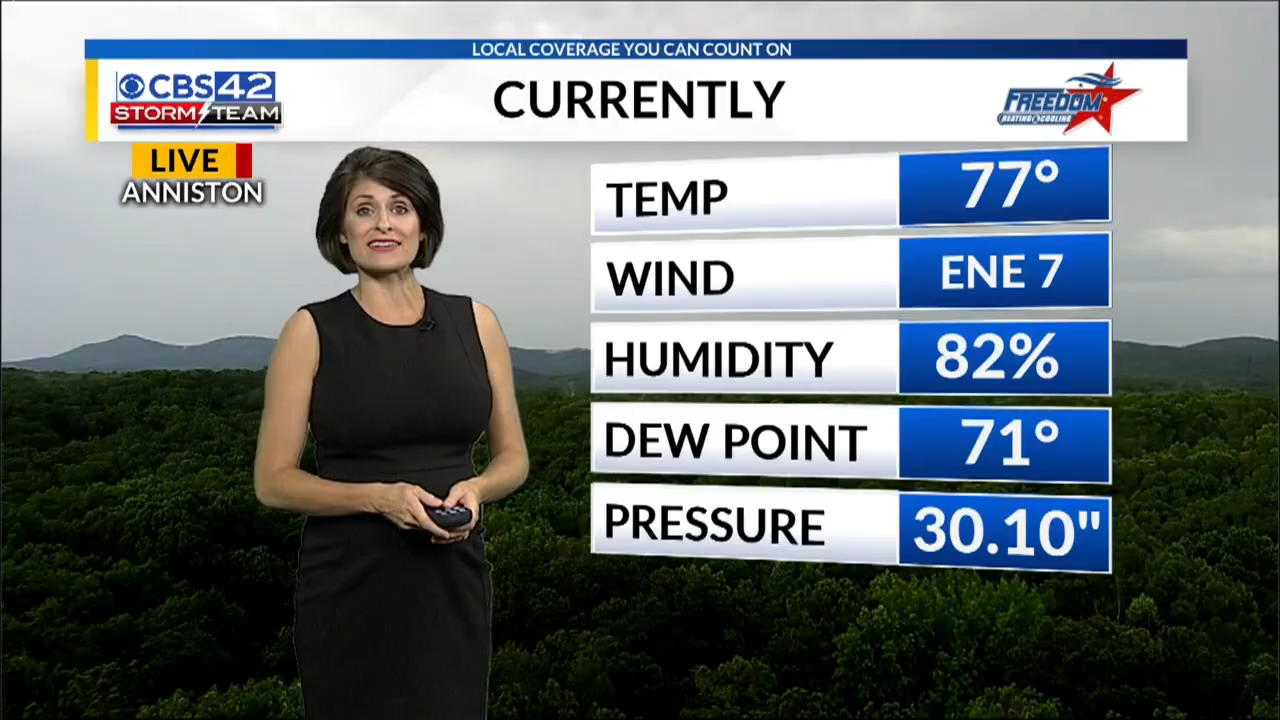 LOCAL COVERAGE YOU CAN COUNT ON
CBS 42
STORM TEAM
CURRENTLY
FREEDOM
HEATING & COOLING
LIVE
ANNISTON
TEMP 77°
WIND ENE 7
HUMIDITY 82%
DEW POINT 71°
PRESSURE 30.10"